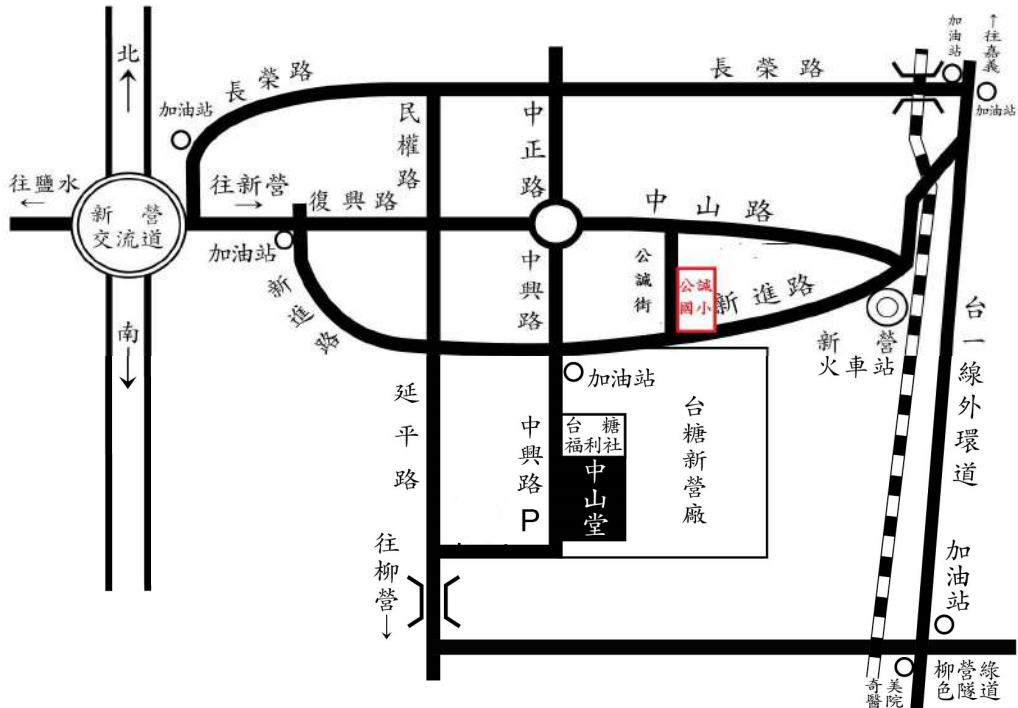 北
↑
南
↓
往鹽水
←
新營
交流道
加油站
長榮路
往新營
→
復興路
加油站
新進路
民權路
中正路
長榮路
加油站
↑往嘉義
加油站
中山路
中興路
公誠街
公誠
國小
新進路
新營
火車站
台一線外環道
加油站
延平路
中興路
P
台糖
福利社
中山堂
台糖新營廠
往柳營
↓
加油站
奇美
醫院
柳營綠
色隧道